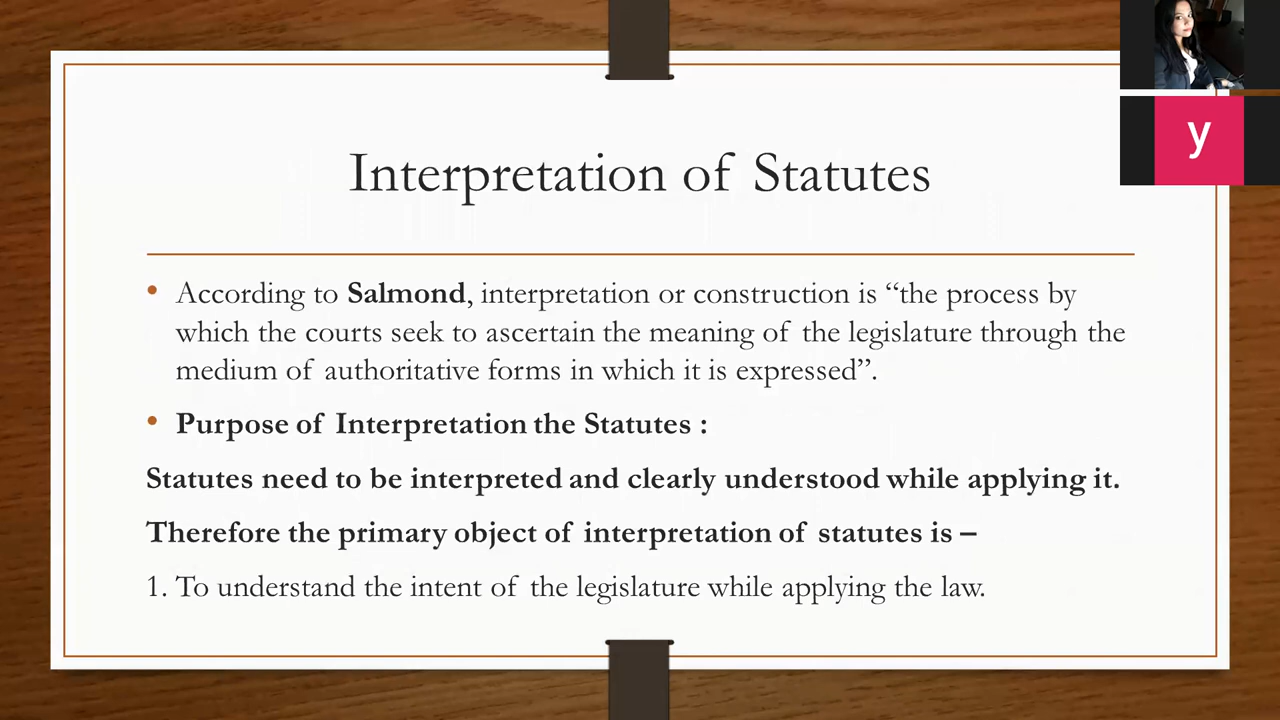 Interpretation of Statutes
• According to Salmond, interpretation or construction is “the process by
which the courts seek to ascertain the meaning of the legislature through the
medium of authoritative forms in which it is expressed”.
• Purpose of Interpretation the Statutes :
Statutes need to be interpreted and clearly understood while applying it.
Therefore the primary object of interpretation of statutes is –
1. To understand the intent of the legislature while applying the law.
y